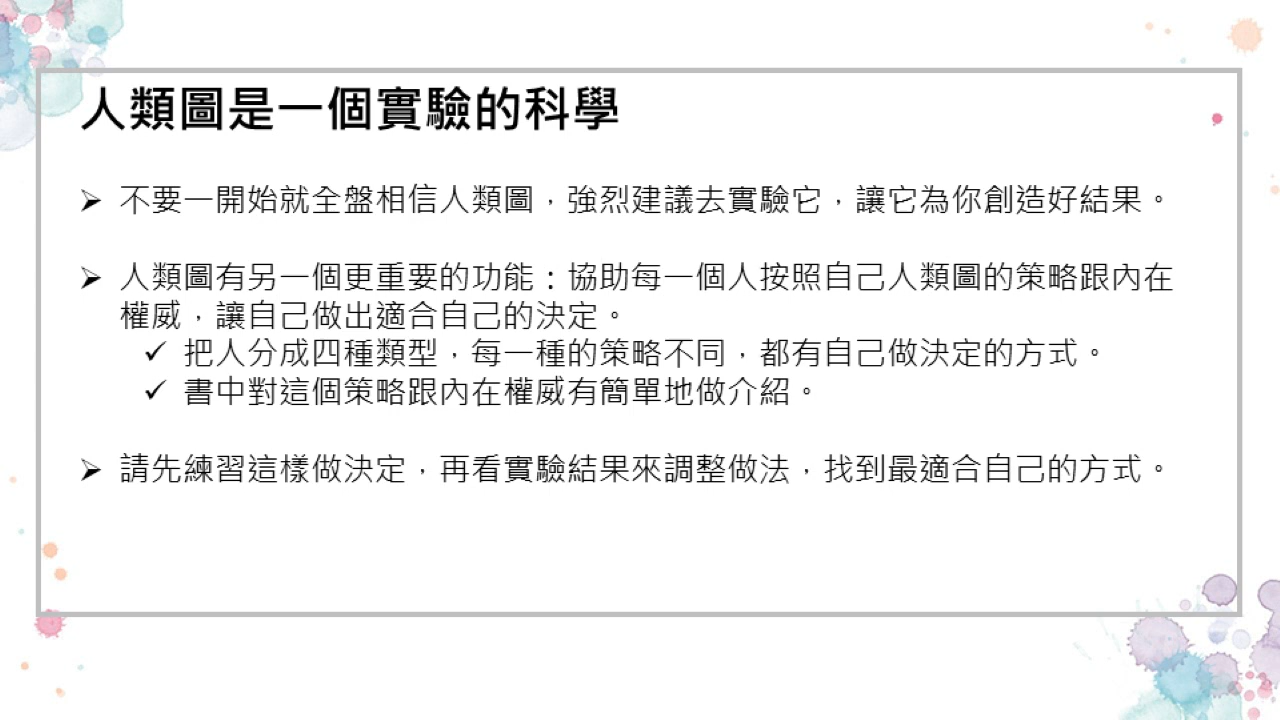 人類圖是一個實驗的科學
➢ 不要一開始就全盤相信人類圖，強烈建議去實驗它，讓它為你創造好結果。
➢ 人類圖有另一個更重要的功能：協助每一個人按照自己人類圖的策略跟內在
權威，讓自己做出適合自己的決定。
✓ 把人分成四種類型，每一種的策略不同，都有自己做決定的方式。
✓ 書中對這個策略跟內在權威有簡單地做介紹。
➢ 請先練習這樣做決定，再看實驗結果來調整做法，找到最適合自己的方式。